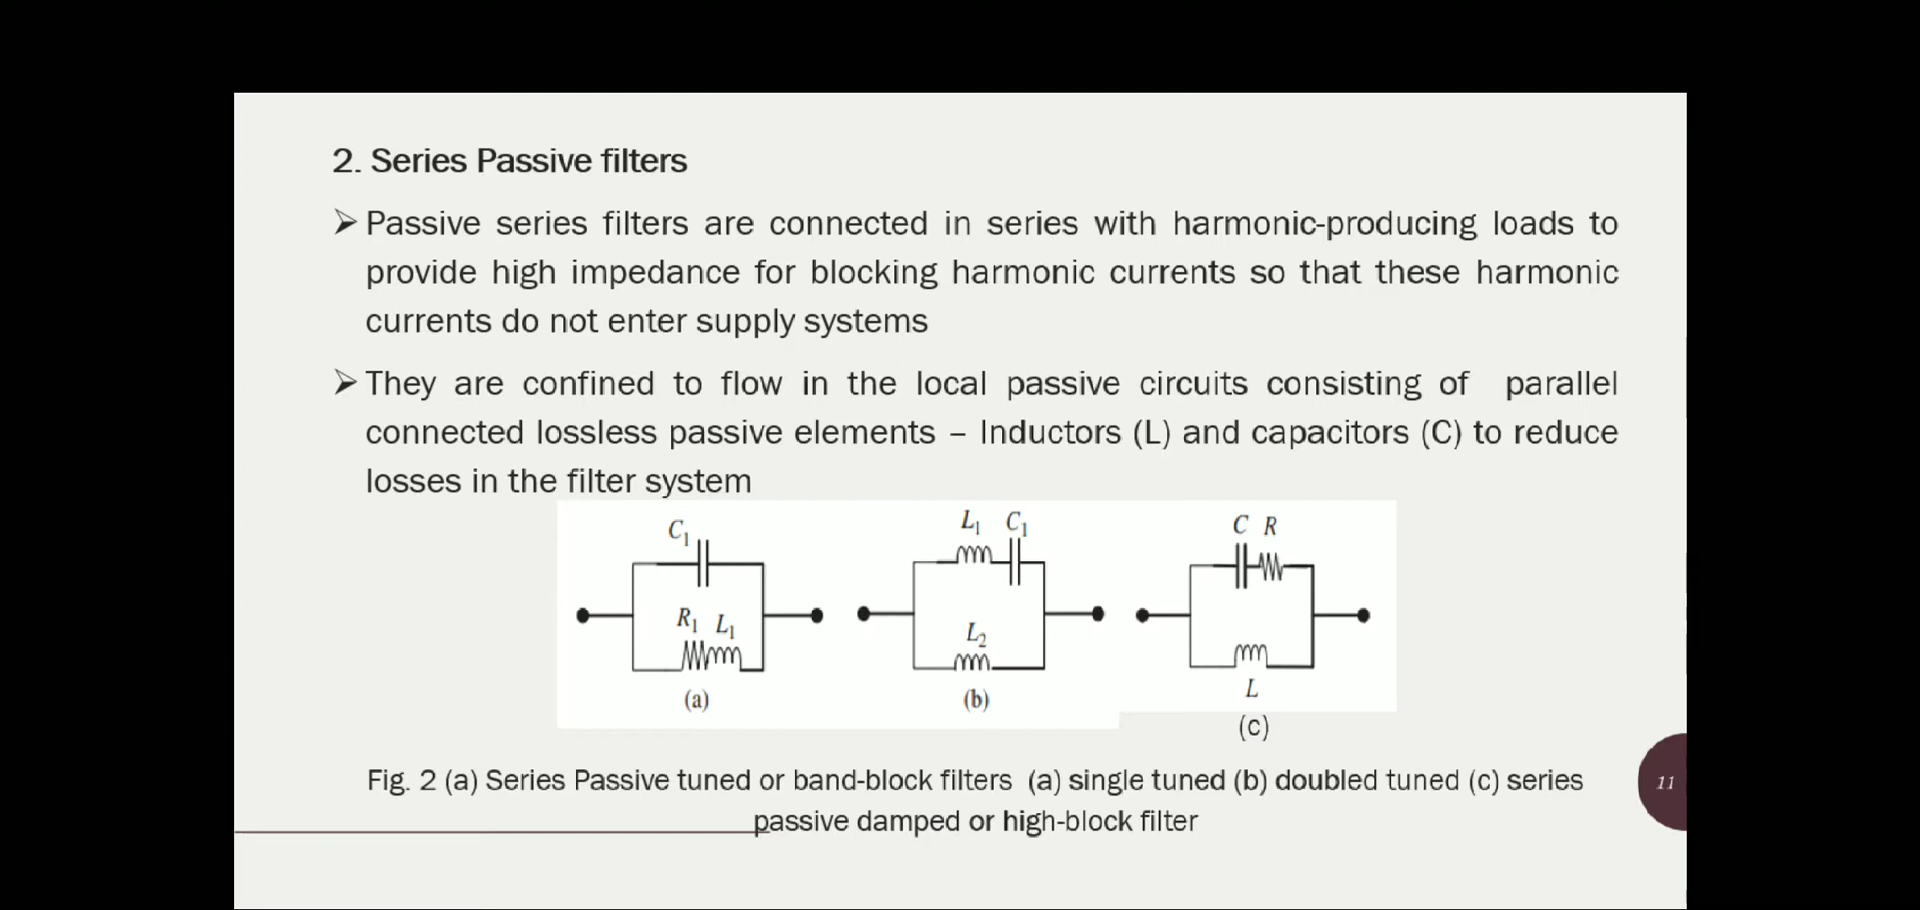 2. Series Passive filters
➢ Passive series filters are connected in series with harmonic-producing loads to
provide high impedance for blocking harmonic currents so that these harmonic
currents do not enter supply systems
➢ They are confined to flow in the local passive circuits consisting of parallel
connected lossless passive elements – Inductors (L) and capacitors (C) to reduce
losses in the filter system
C₁
R₁ L₁
(a)
L₁ C₁
L₂
(b)
C R
L
(c)
Fig. 2 (a) Series Passive tuned or band-block filters (a) single tuned (b) doubled tuned (c) series
passive damped or high-block filter
11